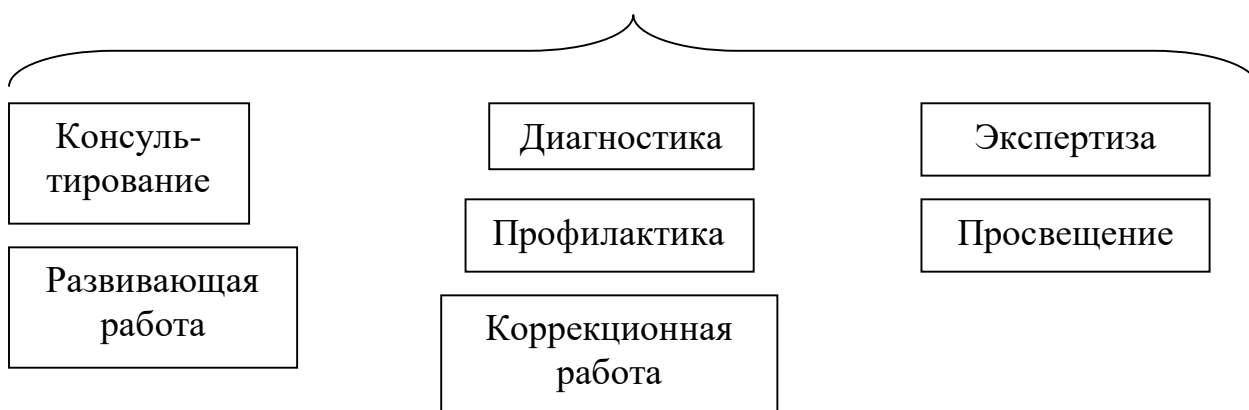 Консуль-
тирование
Развивающая
работа
Диагностика
Профилактика
Коррекционная
работа
Экспертиза
Просвещение